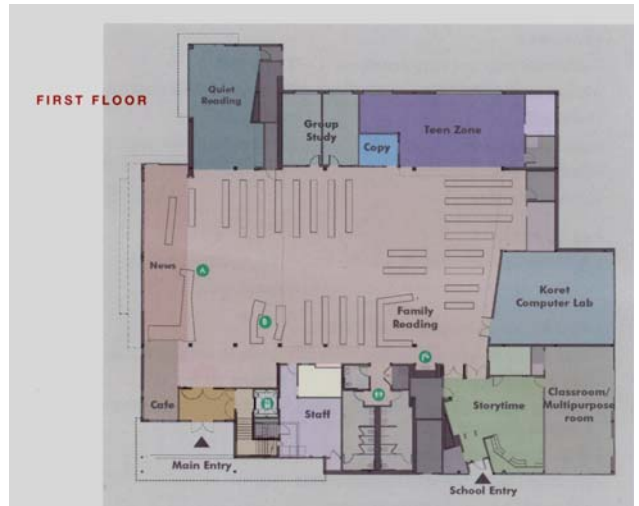 FIRST FLOOR
Quiet
Reading
Group
Study
Copy
Teen Zone
News
A
B
Family
Reading
Koret
Computer Lab
Cafe
Staff
Storytime
Classroom/
Multipurpose
room
Main Entry
School Entry